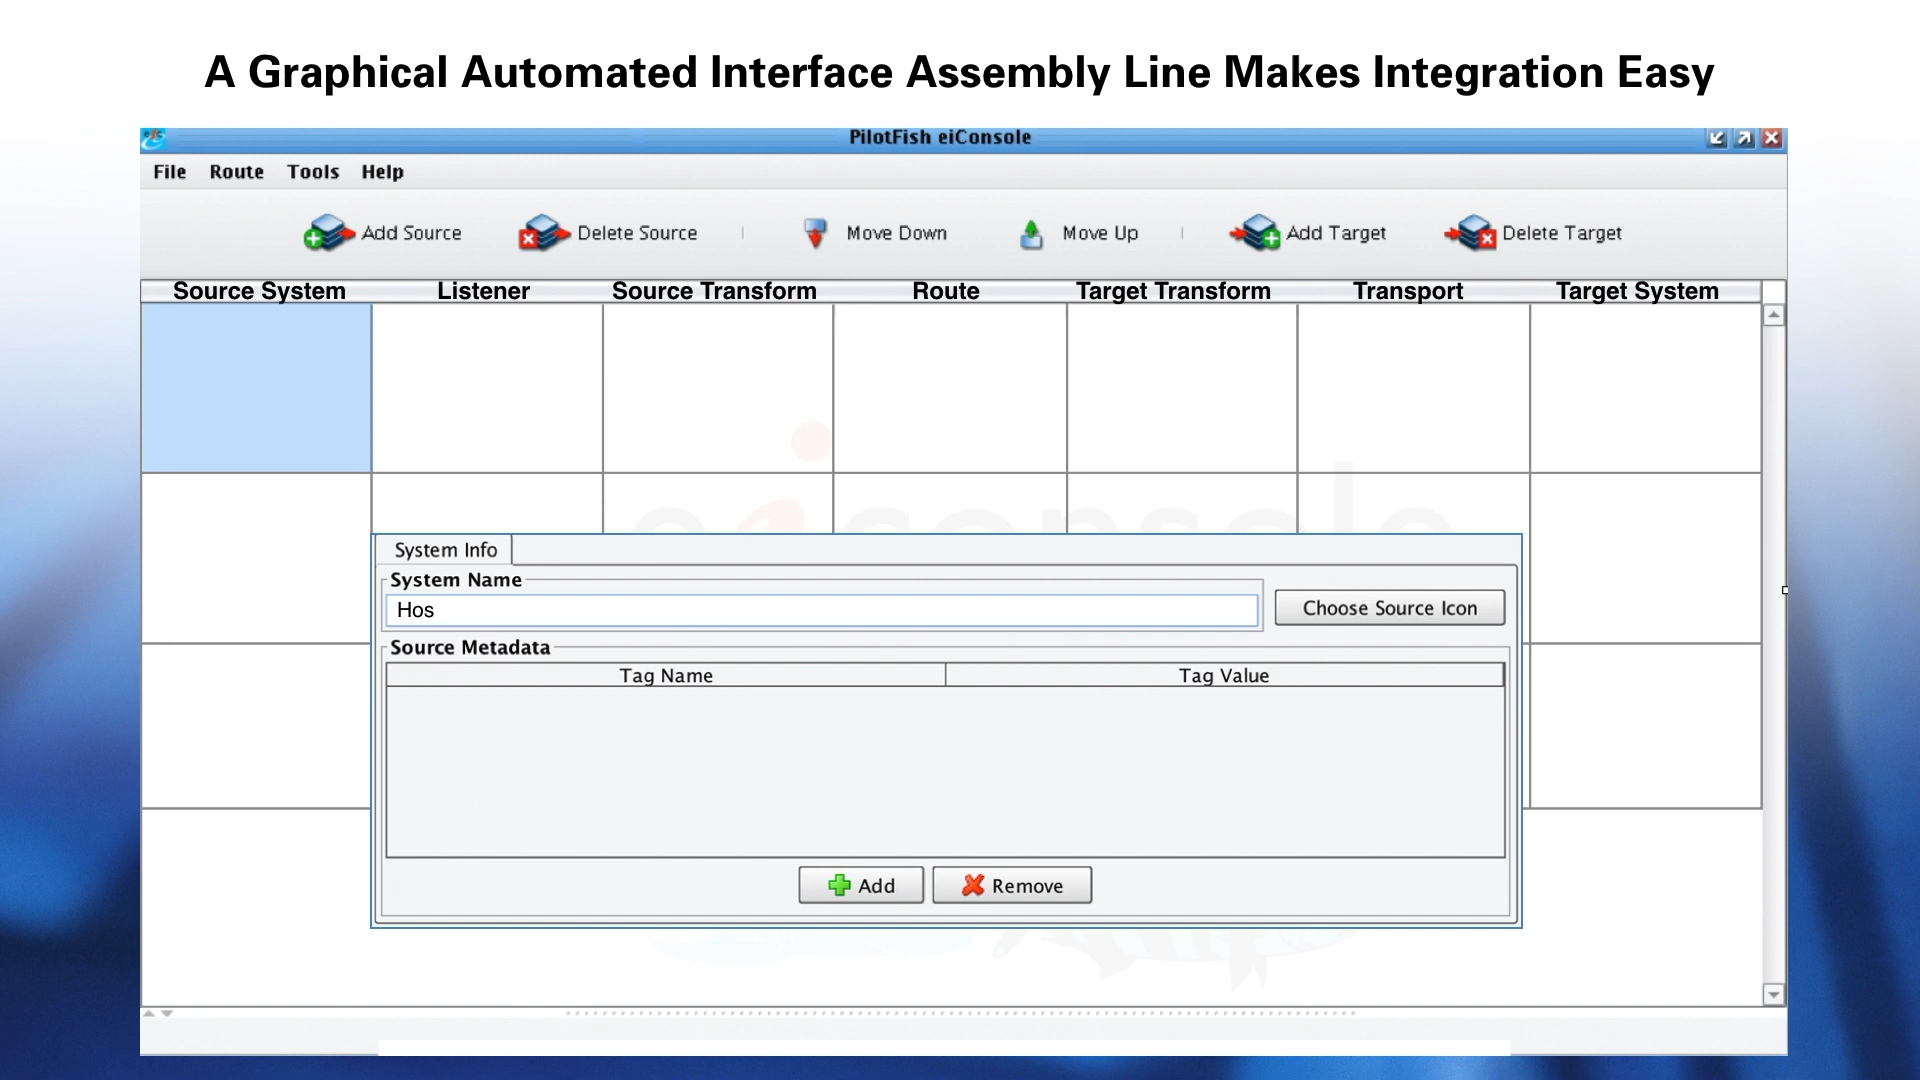 A Graphical Automated Interface Assembly Line Makes Integration Easy
PilotFish eiConsole
File Route Tools Help
Add Source Delete Source Move Down Move Up Add Target Delete Target
Source System Listener Source Transform Route Target Transform Transport Target System
eiconsole
System Info
System Name
Hos
Choose Source Icon
Source Metadata
Tag Name Tag Value
Add Remove